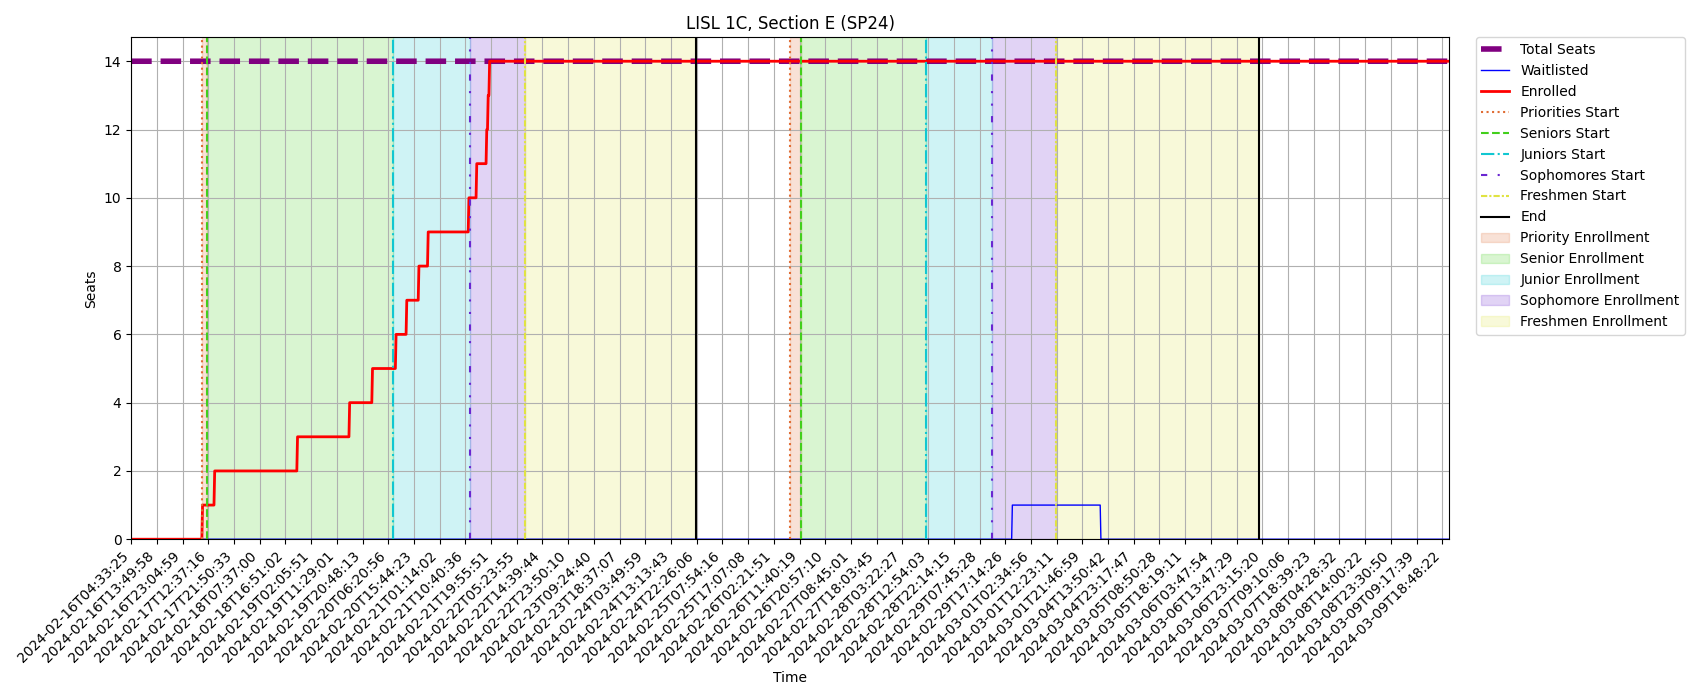 LISL 1C, Section E (SP24)
Seats
14
12
10
8
6
4
2
0
2024-02-16T04:33:25
2024-02-16T13:49:58
2024-02-16T23:04:59
2024-02-17T12:37:16
2024-02-17T21:50:33
2024-02-18T07:37:00
2024-02-18T16:51:02
2024-02-19T02:05:51
2024-02-19T11:29:01
2024-02-19T20:48:13
2024-02-20T06:20:56
2024-02-20T15:44:23
2024-02-21T01:14:02
2024-02-21T10:40:36
2024-02-21T19:55:51
2024-02-22T05:23:55
2024-02-22T14:39:44
2024-02-22T23:50:10
2024-02-23T09:24:40
2024-02-23T18:37:07
2024-02-24T03:49:59
2024-02-24T13:13:43
2024-02-24T22:26:06
2024-02-25T07:54:16
2024-02-25T17:07:08
2024-02-26T02:21:51
2024-02-26T11:40:19
2024-02-26T20:57:10
2024-02-27T08:45:01
2024-02-27T18:03:45
2024-02-28T03:22:27
2024-02-28T12:54:03
2024-02-28T22:14:15
2024-02-29T07:45:28
2024-02-29T17:14:26
2024-03-01T02:34:56
2024-03-01T12:23:11
2024-03-01T21:46:59
2024-03-04T13:50:42
2024-03-04T23:17:47
2024-03-05T08:50:28
2024-03-05T18:19:11
2024-03-06T03:47:54
2024-03-06T13:47:29
2024-03-06T23:15:20
2024-03-07T09:10:06
2024-03-07T18:39:23
2024-03-08T04:28:32
2024-03-08T14:00:22
2024-03-08T23:30:50
2024-03-09T09:17:39
2024-03-09T18:48:22
Time
Total Seats
Waitlisted
Enrolled
Priorities Start
Seniors Start
Juniors Start
Sophomores Start
Freshmen Start
End
Priority Enrollment
Senior Enrollment
Junior Enrollment
Sophomore Enrollment
Freshmen Enrollment